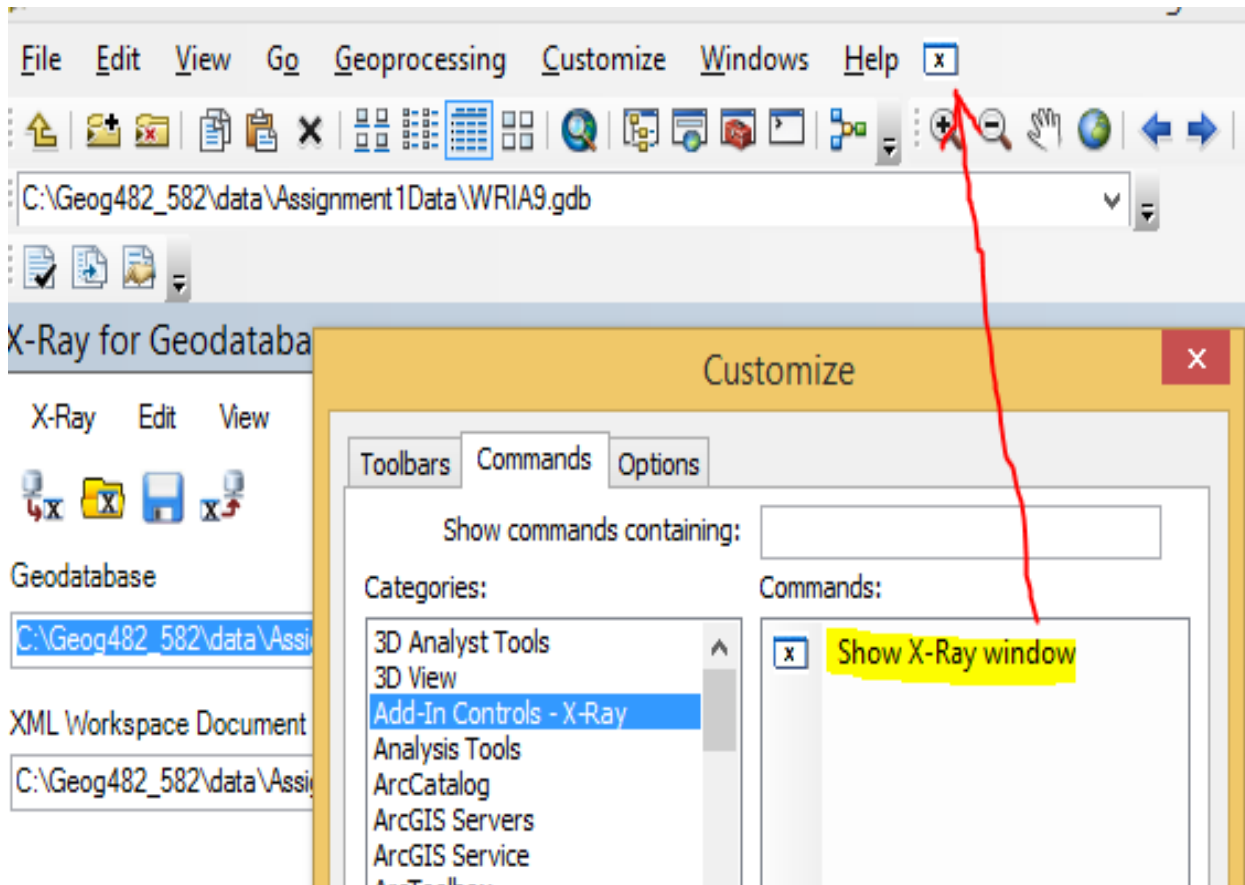 File Edit View Go Geoprocessing Customize Windows Help x
C:\Geog482_582\data\Assignment1Data\WRIA9.gdb
X-Ray for Geodataba
Customize
X-Ray Edit View
Toolbars Commands Options
Show commands containing:
Geodatabase
Categories: Commands:
C:\Geog482_582\data\Assi
3D Analyst Tools
x Show X-Ray window
3D View
Add-In Controls - X-Ray
XML Workspace Document
Analysis Tools
C:\Geog482_582\data\Assi
ArcCatalog
ArcGIS Servers
ArcGIS Service